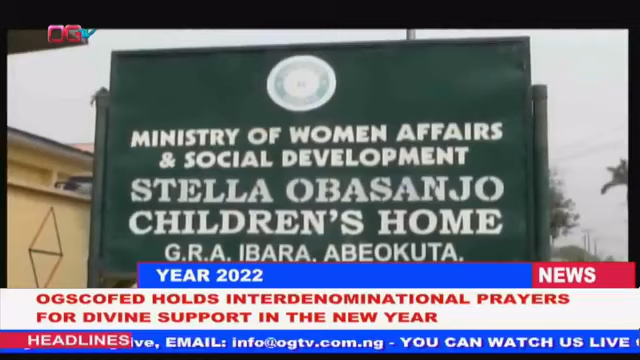 OGtv
MINISTRY OF WOMEN AFFAIRS
& SOCIAL DEVELOPMENT
STELLA OBASANJO
CHILDREN'S HOME
G.R.A. IBARA, ABEOKUTA.
YEAR 2022
NEWS
OGSCOFED HOLDS INTERDENOMINATIONAL PRAYERS
FOR DIVINE SUPPORT IN THE NEW YEAR
HEADLINES ive, EMAIL: info@ogtv.com.ng - YOU CAN WATCH US LIVE